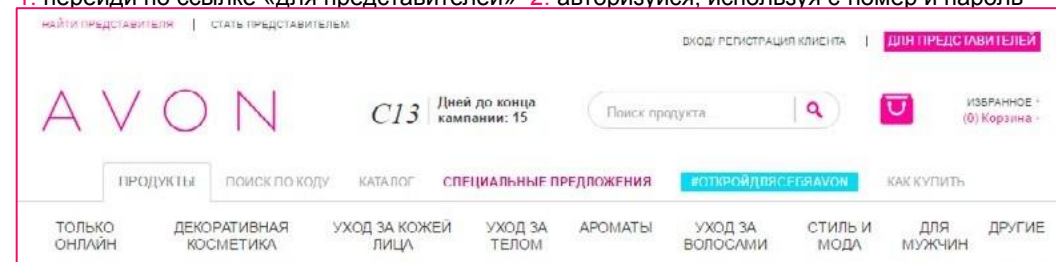 1. перейди по ссылке «для представителей» 2. авторизуйся, используя с номер и пароль
НАЙТИ ПРЕДСТАВИТЕЛЯ | СТАТЬ ПРЕДСТАВИТЕЛЕМ
ВХОД/ РЕГИСТРАЦИЯ КЛИЕНТА | ДЛЯ ПРЕДСТАВИТЕЛЕЙ
AVON
C13 Дней до конца
кампании: 15
Поиск продукта...
ИЗБРАННОЕ
(0) Корзина
ПРОДУКТЫ ПОИСК ПО КОДУ КАТАЛОГ СПЕЦИАЛЬНЫЕ ПРЕДЛОЖЕНИЯ #ОТКРОЙДЛЯСЕБЯAVON КАК КУПИТЬ
ТОЛЬКО ДЕКОРАТИВНАЯ УХОД ЗА КОЖЕЙ УХОД ЗА АРОМАТЫ УХОД ЗА СТИЛЬ И ДЛЯ ДРУГИЕ
ОНЛАЙН КОСМЕТИКА ЛИЦА ТЕЛОМ ВОЛОСАМИ МОДА МУЖЧИН